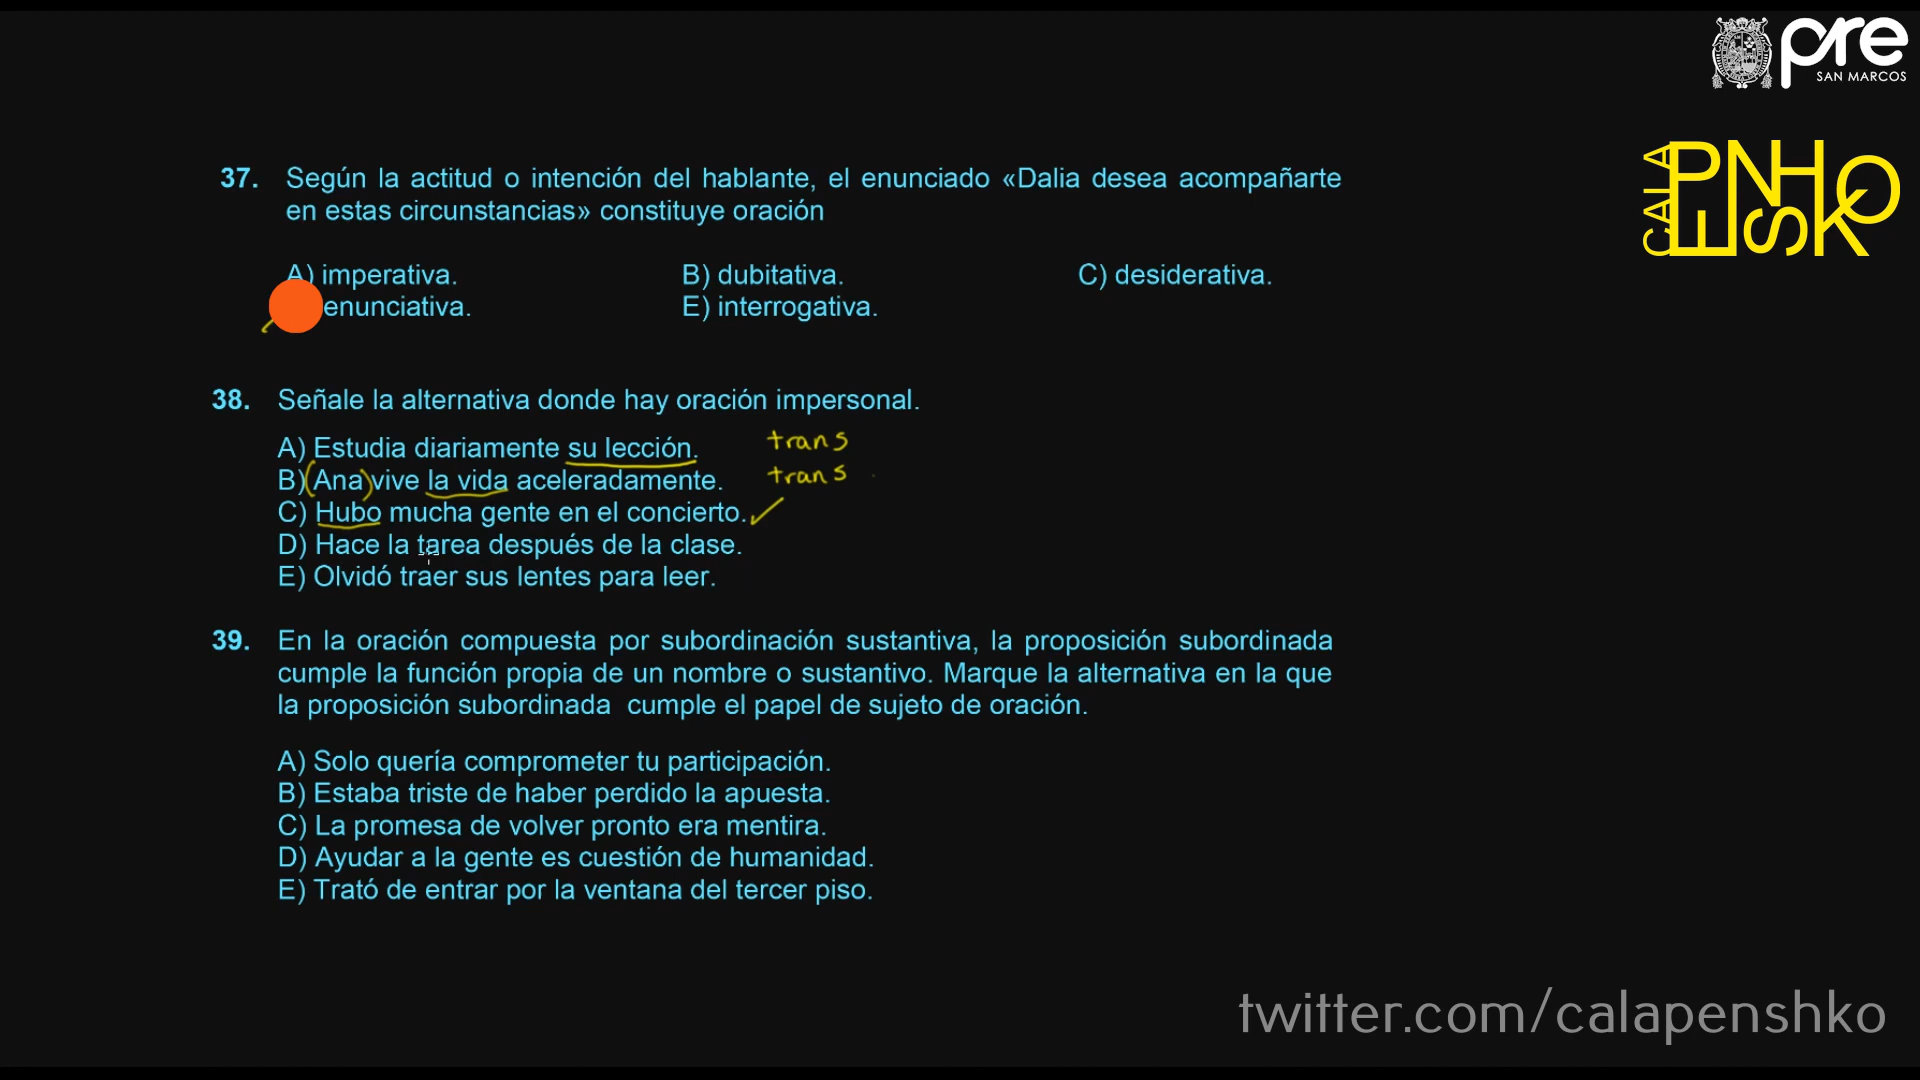 pre
SAN MARCOS
CALA
PENSHKO
37. Según la actitud o intención del hablante, el enunciado «Dalia desea acompañarte
en estas circunstancias» constituye oración
A) imperativa. B) dubitativa. C) desiderativa.
enunciativa. E) interrogativa.
38. Señale la alternativa donde hay oración impersonal.
A) Estudia diariamente su lección. trans
B) (Ana) vive la vida aceleradamente. trans
C) Hubo mucha gente en el concierto. ✓
D) Hace la tarea después de la clase.
E) Olvidó traer sus lentes para leer.
39. En la oración compuesta por subordinación sustantiva, la proposición subordinada
cumple la función propia de un nombre o sustantivo. Marque la alternativa en la que
la proposición subordinada cumple el papel de sujeto de oración.
A) Solo quería comprometer tu participación.
B) Estaba triste de haber perdido la apuesta.
C) La promesa de volver pronto era mentira.
D) Ayudar a la gente es cuestión de humanidad.
E) Trató de entrar por la ventana del tercer piso.
twitter.com/calapenshko